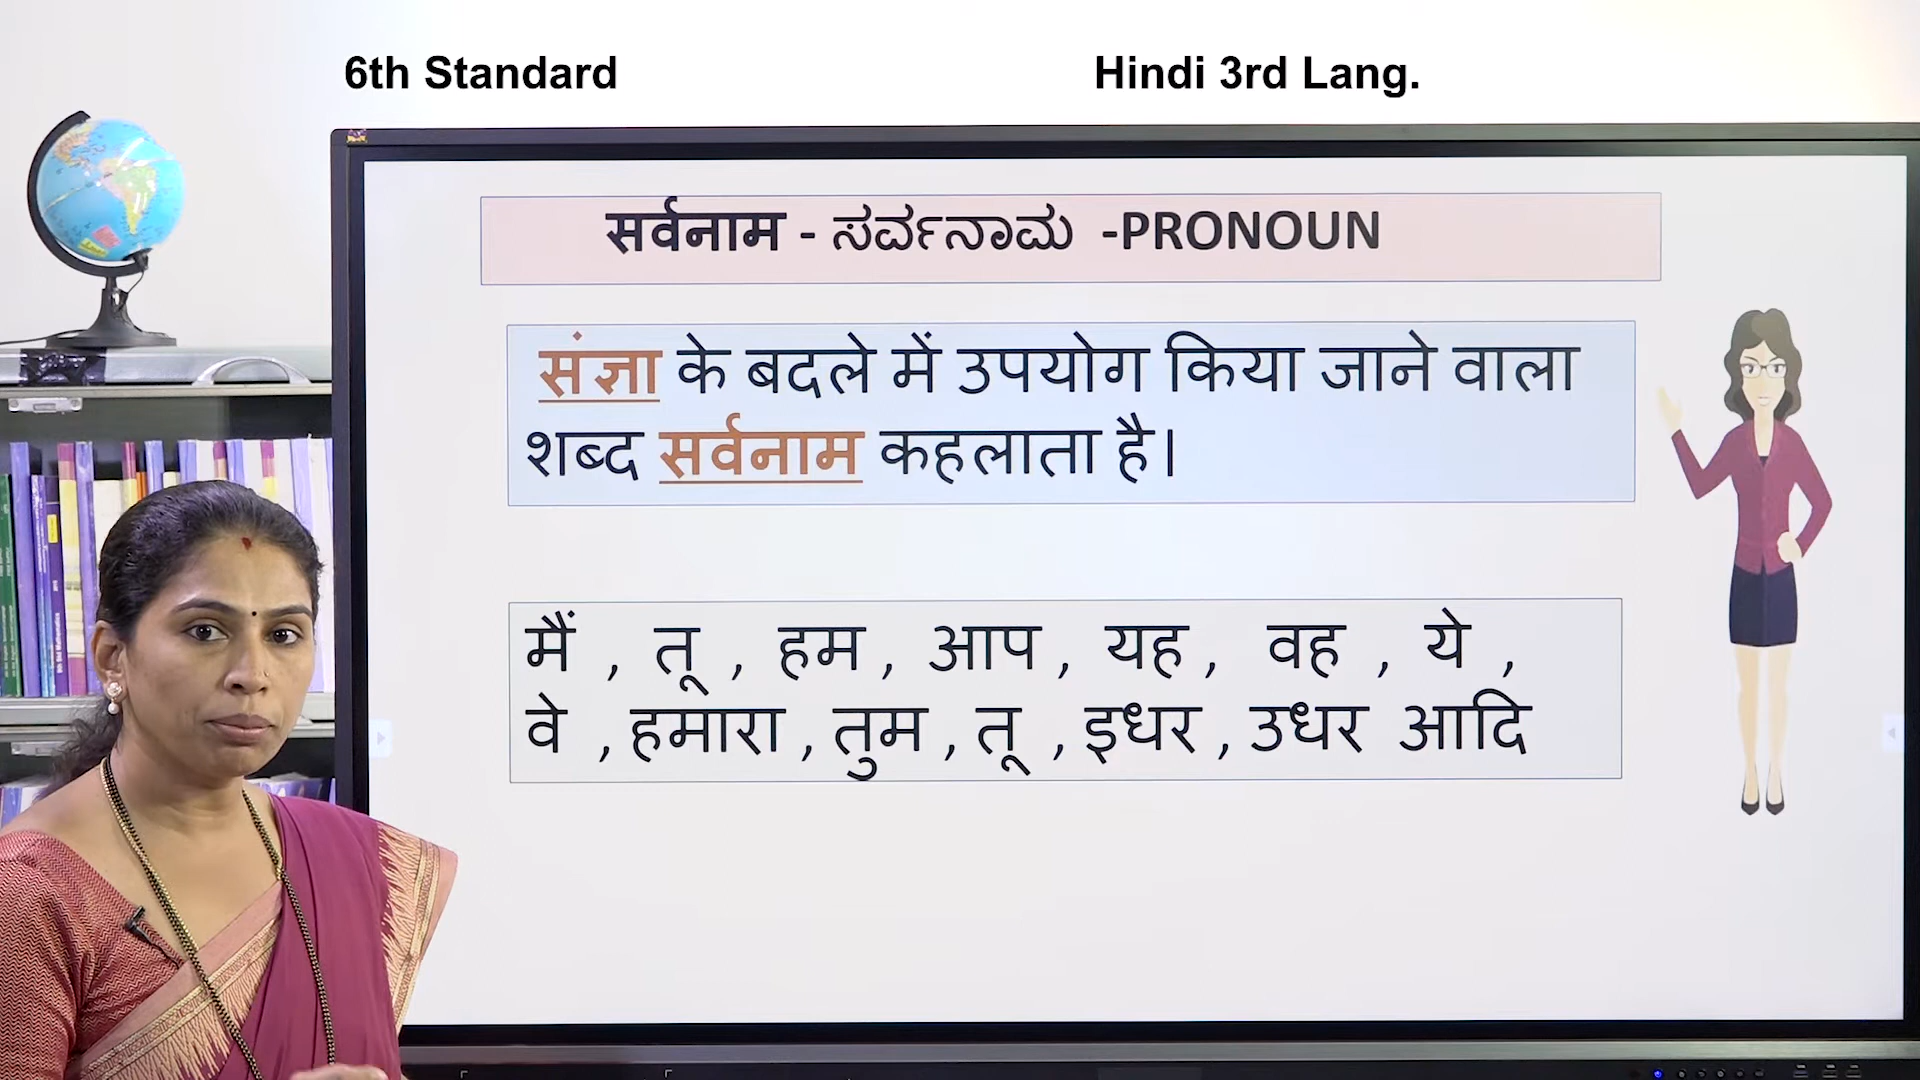 6th Standard
Hindi 3rd Lang.
सर्वनाम - ಸರ್ವನಾಮ -PRONOUN
संज्ञा के बदले में उपयोग किया जाने वाला
शब्द सर्वनाम कहलाता है।
मैं , तू , हम , आप , यह , वह , ये ,
वे , हमारा , तुम , तू , इधर , उधर आदि